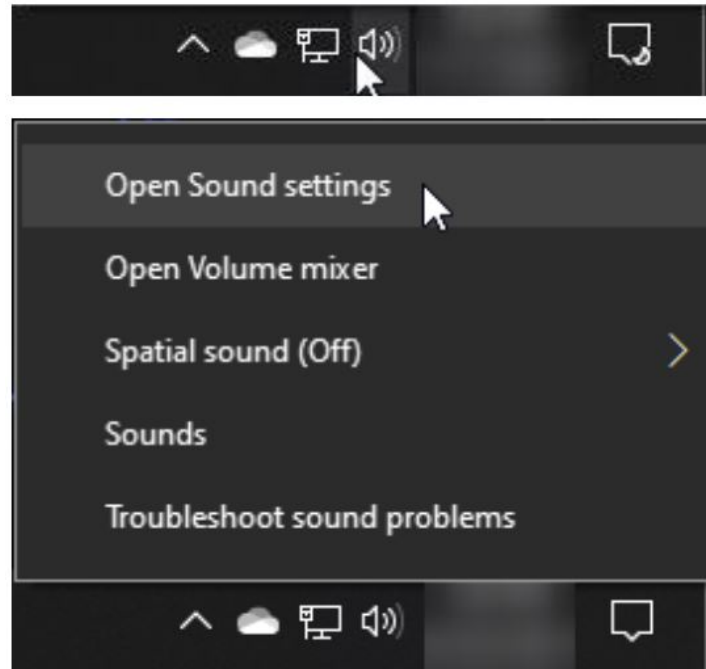 Open Sound settings
Open Volume mixer
Spatial sound (Off)
Sounds
Troubleshoot sound problems